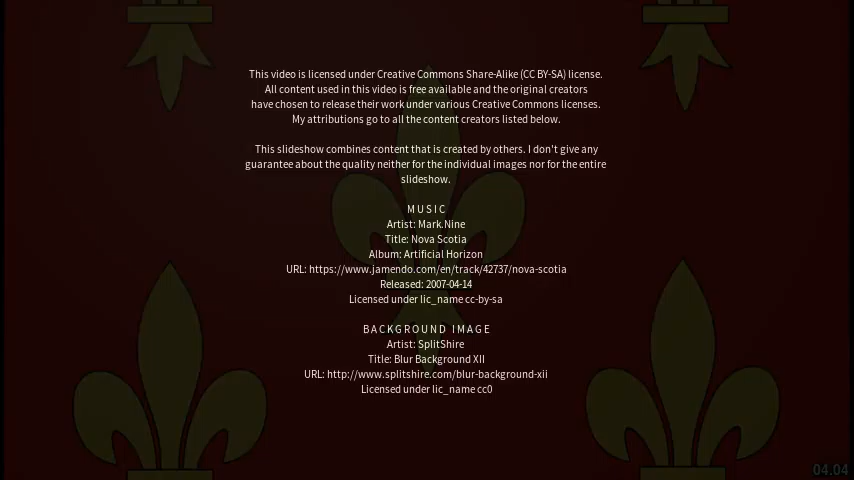 This video is licensed under Creative Commons Share-Alike (CC BY-SA) license.
All content used in this video is free available and the original creators
have chosen to release their work under various Creative Commons licenses.
My attributions go to all the content creators listed below.
This slideshow combines content that is created by others. I don't give any
guarantee about the quality neither for the individual images nor for the entire
slideshow.
MUSIC
Artist: Mark.Nine
Title: Nova Scotia
Album: Artificial Horizon
URL: https://www.jamendo.com/en/track/42737/nova-scotia
Released: 2007-04-14
Licensed under lic_name cc-by-sa
BACKGROUND IMAGE
Artist: SplitShire
Title: Blur Background XII
URL: http://www.splitshire.com/blur-background-xii
Licensed under lic_name cc0
04.04